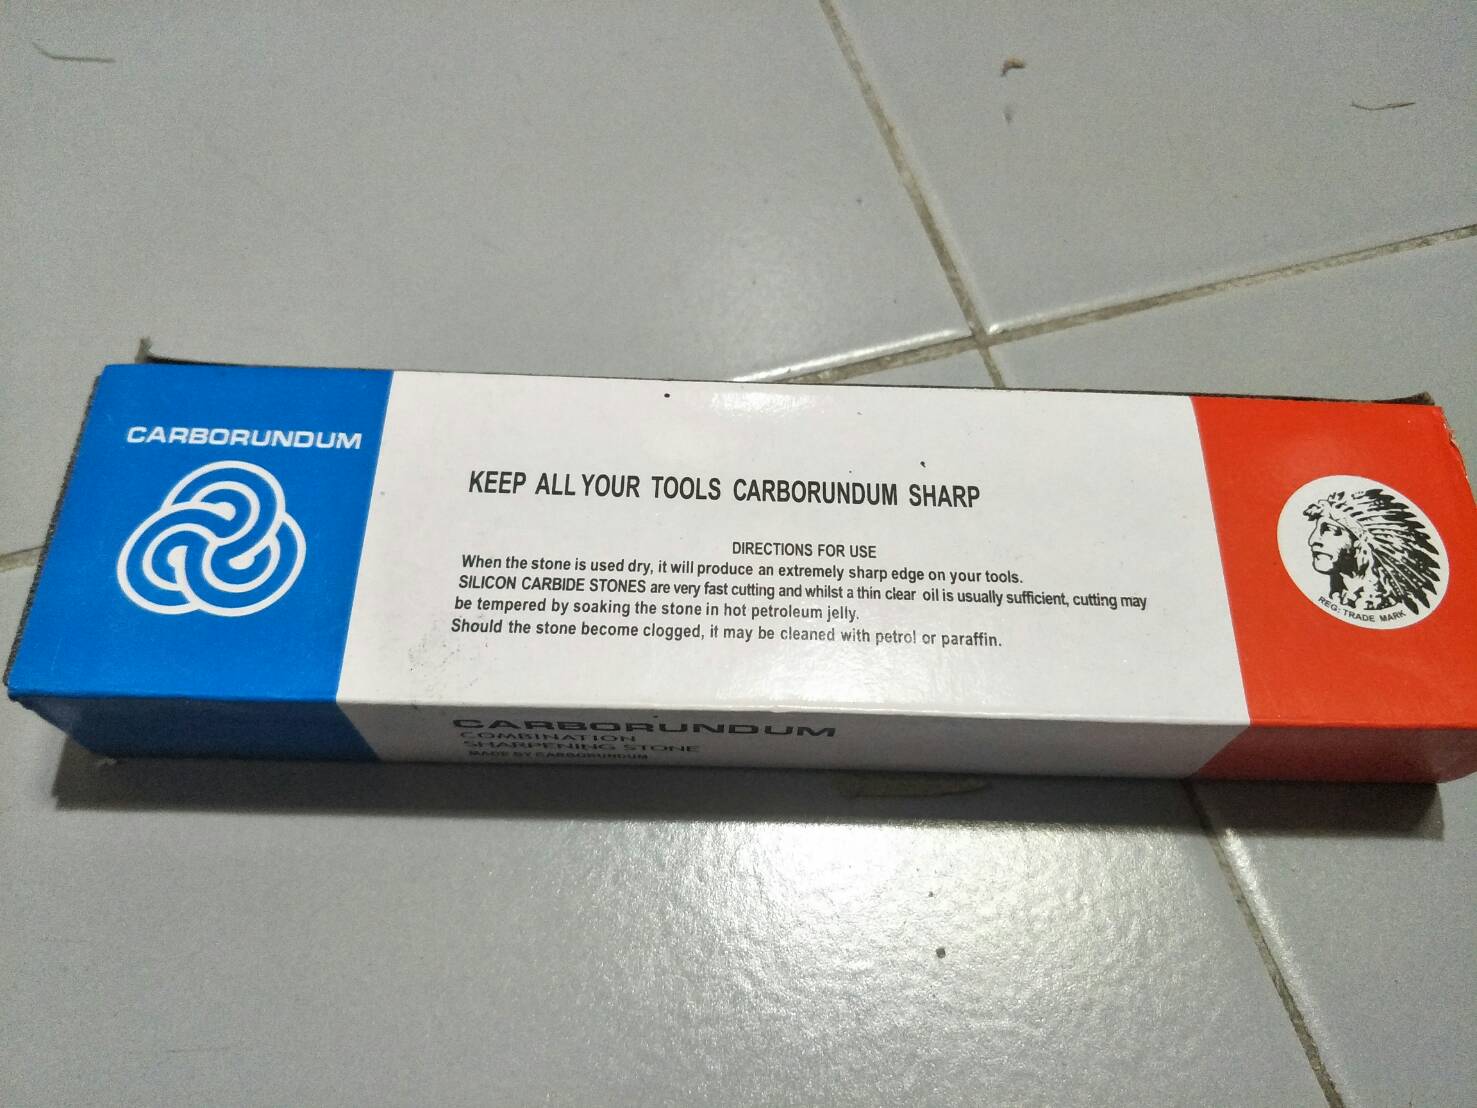 CARBORUNDUM
KEEP ALL YOUR TOOLS CARBORUNDUM SHARP
DIRECTIONS FOR USE
When the stone is used dry, it will produce an extremely sharp edge on your tools.
SILICON CARBIDE STONES are very fast cutting and whilst a thin clear oil is usually sufficient, cutting may
be tempered by soaking the stone in hot petroleum jelly.
Should the stone become clogged, it may be cleaned with petrol or paraffin.
REG: TRADE MARK
CARBORUNDUM
COMBINATION
SHARPENING STONE
MADE BY CARBORUNDUM